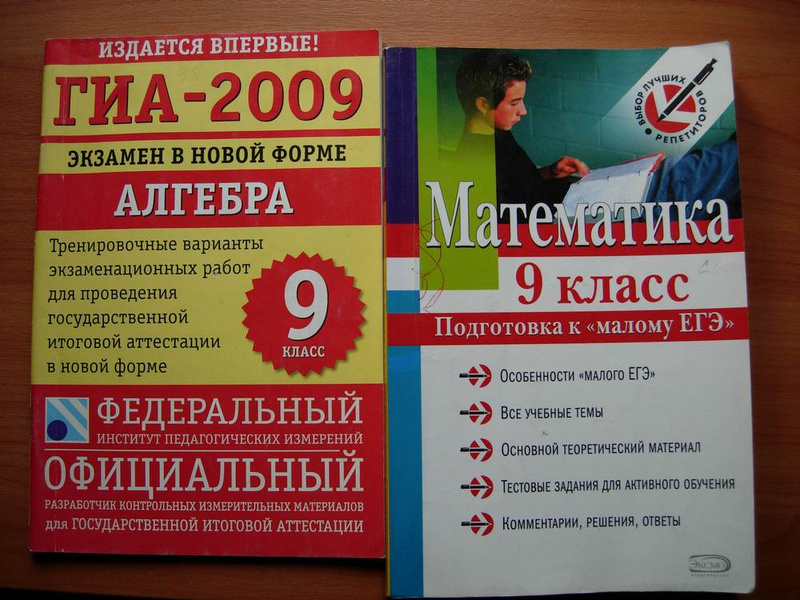 ИЗДАЕТСЯ ВПЕРВЫЕ!
ГИА-2009
ЭКЗАМЕН В НОВОЙ ФОРМЕ
АЛГЕБРА
Тренировочные варианты
экзаменационных работ
для проведения
государственной
итоговой аттестации
в новой форме
9
КЛАСС
ФЕДЕРАЛЬНЫЙ
ИНСТИТУТ ПЕДАГОГИЧЕСКИХ ИЗМЕРЕНИЙ
ОФИЦИАЛЬНЫЙ
РАЗРАБОТЧИК КОНТРОЛЬНЫХ ИЗМЕРИТЕЛЬНЫХ МАТЕРИАЛОВ
для ГОСУДАРСТВЕННОЙ ИТОГОВОЙ АТТЕСТАЦИИ
ВЫБОР ЛУЧШИХ
РЕПЕТИТОРОВ
Математика
9 класс
Подготовка к «малому ЕГЭ»
Особенности «малого ЕГЭ»
Все учебные темы
Основной теоретический материал
Тестовые задания для активного обучения
Комментарии, решения, ответы
ЭКСМО